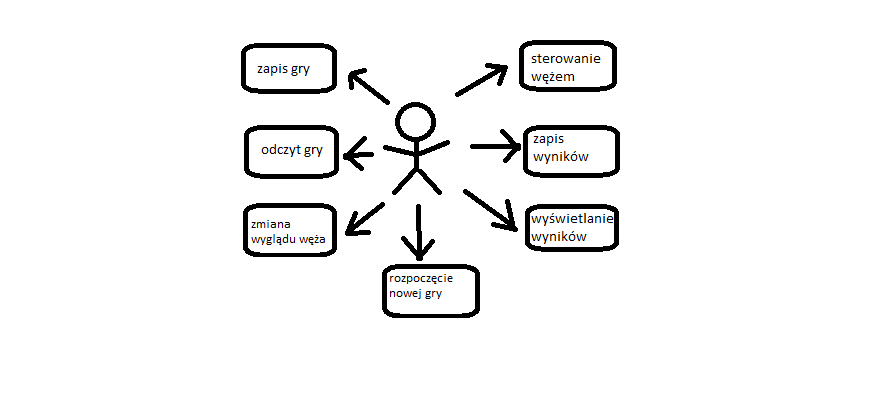 zapis gry
sterowanie
wężem
odczyt gry
zapis
wyników
zmiana
wyglądu węża
wyświetlanie
wyników
rozpoczęcie
nowej gry